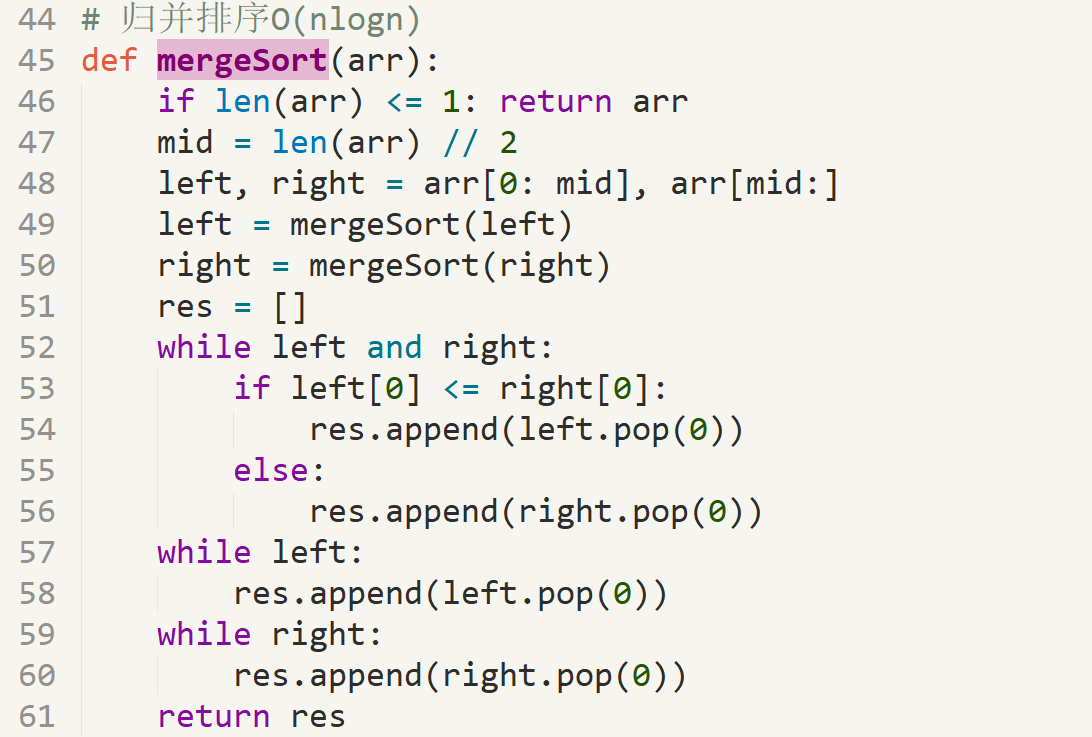 44 # 归并排序O(nlogn)
45 def mergeSort(arr):
46     if len(arr) <= 1: return arr
47     mid = len(arr) // 2
48     left, right = arr[0: mid], arr[mid:]
49     left = mergeSort(left)
50     right = mergeSort(right)
51     res = []
52     while left and right:
53         if left[0] <= right[0]:
54             res.append(left.pop(0))
55         else:
56             res.append(right.pop(0))
57     while left:
58         res.append(left.pop(0))
59     while right:
60         res.append(right.pop(0))
61     return res